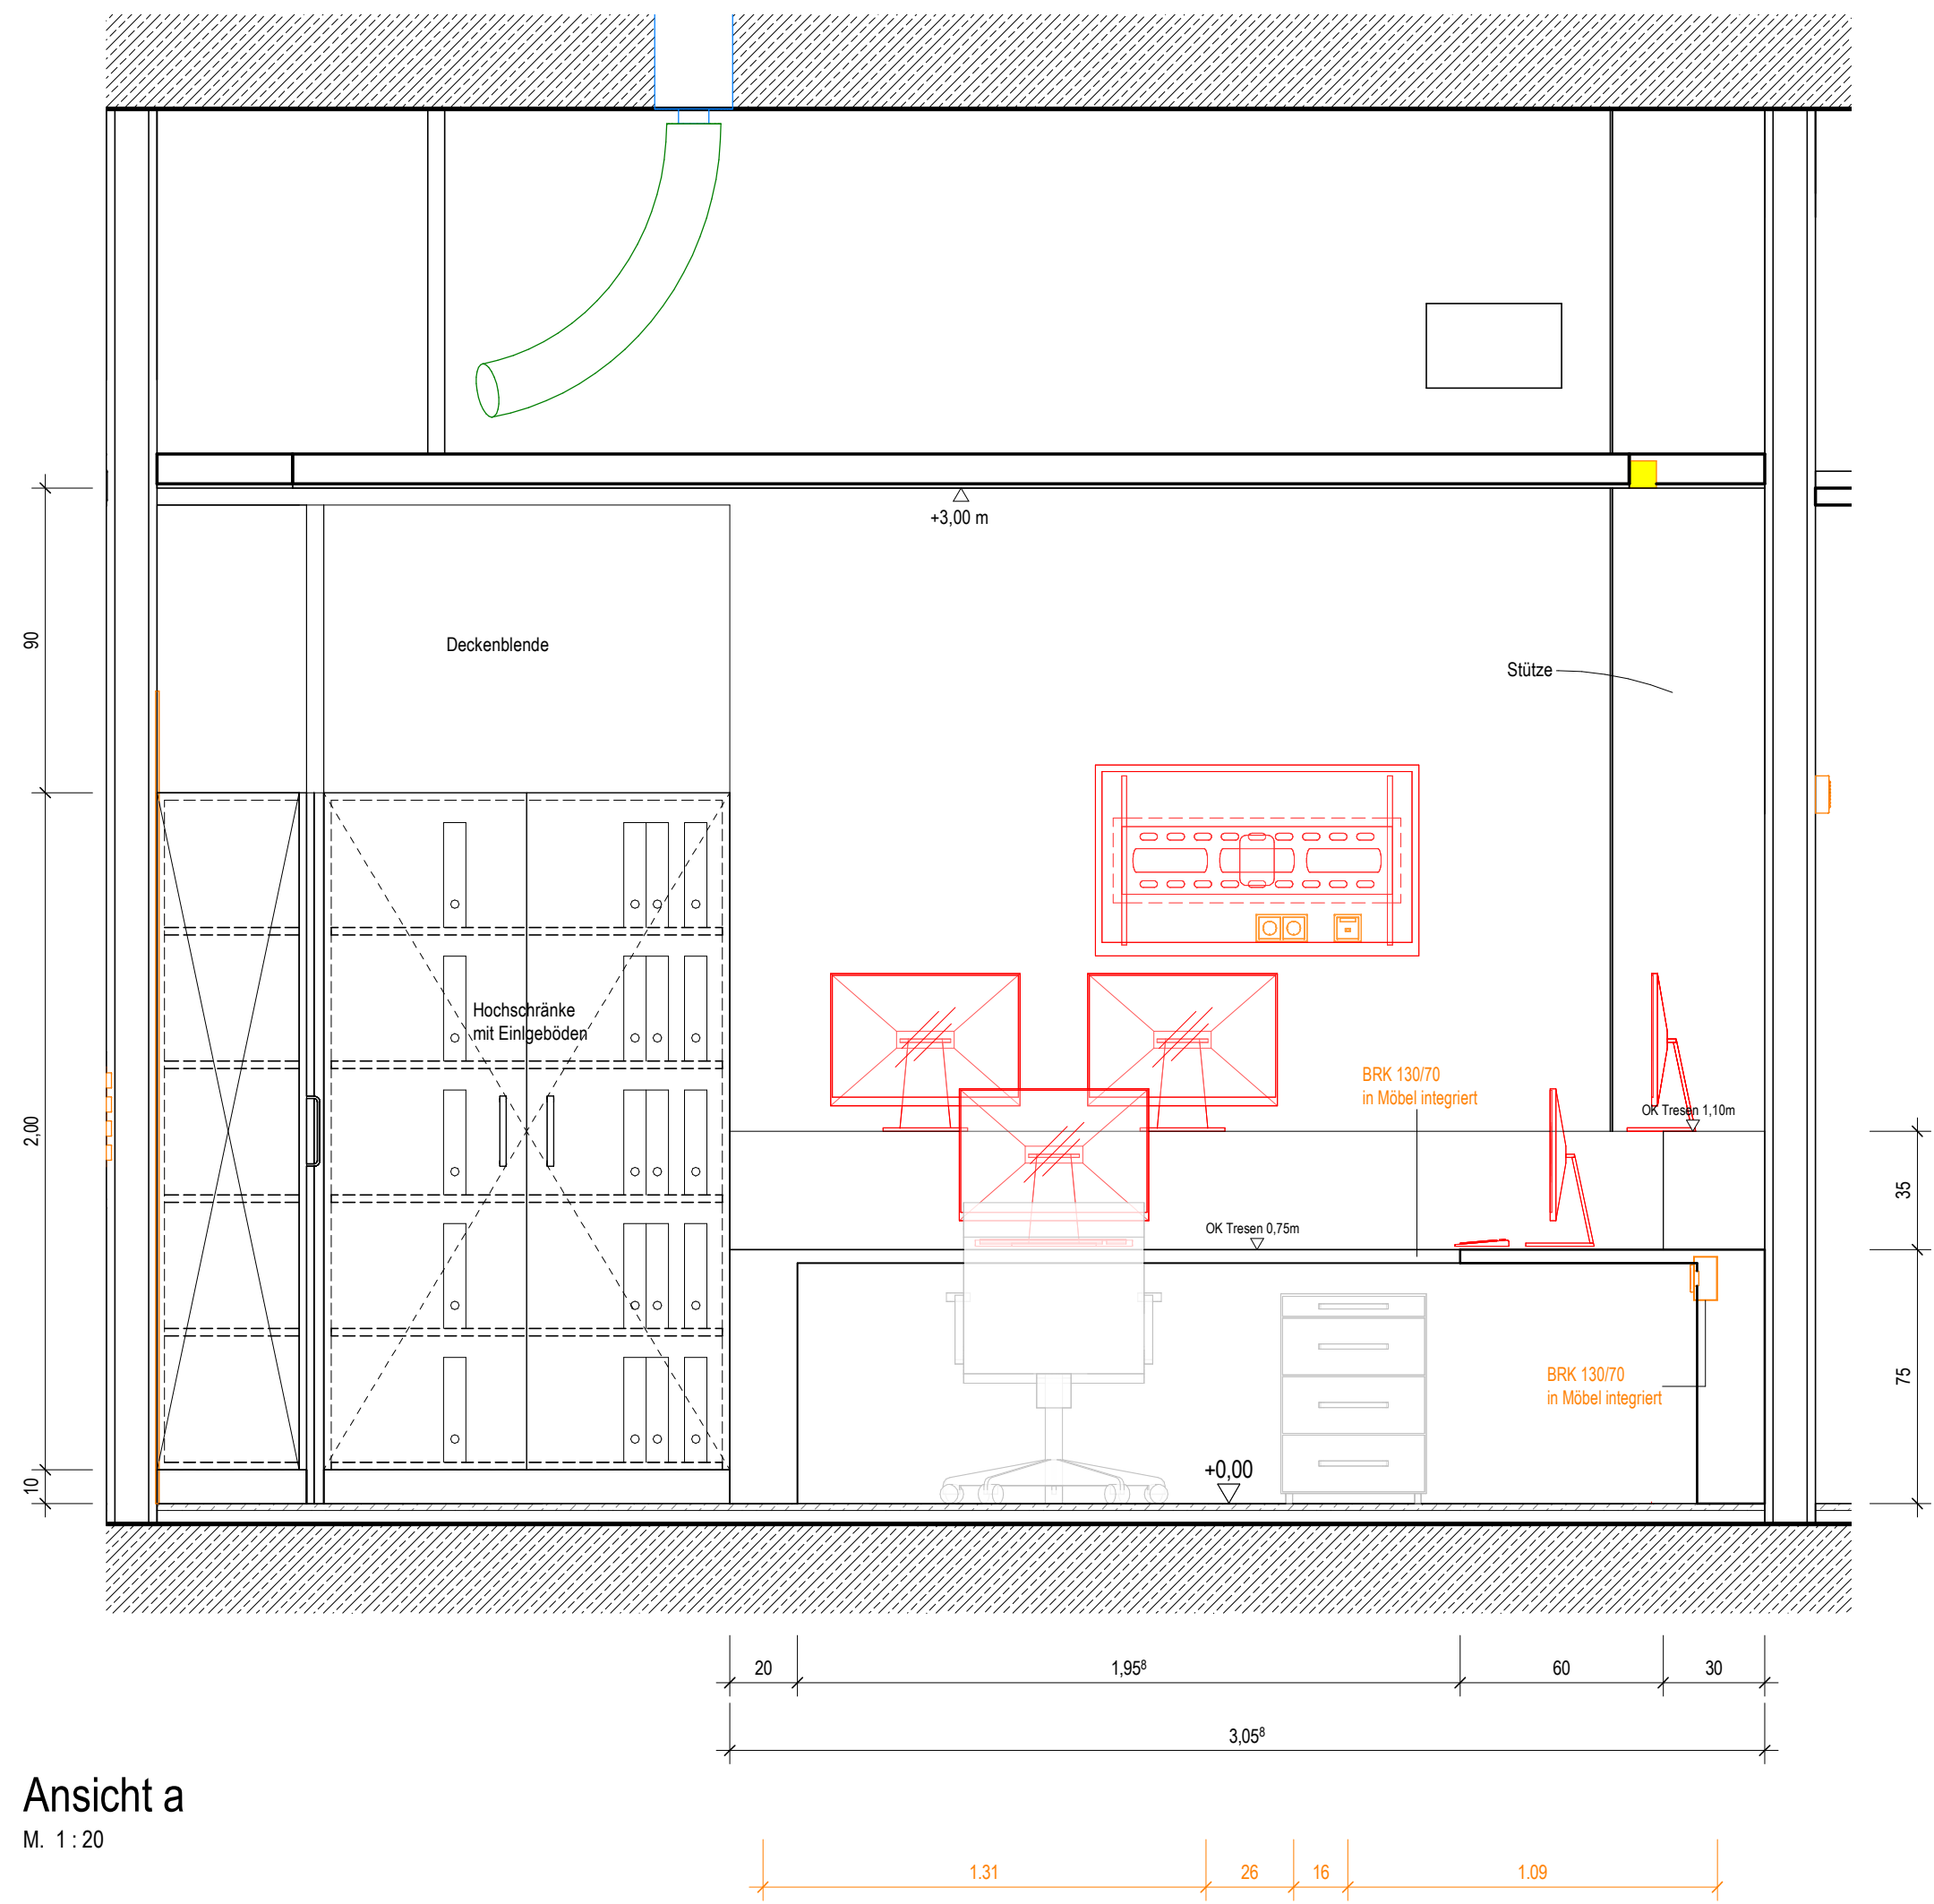 +3,00 m
90
Deckenblende
Stütze
Hochschränke
mit Einlgeböden
BRK 130/70
in Möbel integriert
OK Tresen 1,10m
2,00
35
OK Tresen 0,75m
BRK 130/70
in Möbel integriert
75
+0,00
10
20
1,95⁸
60
30
3,05⁸
Ansicht a
M. 1 : 20
1.31
26
16
1.09